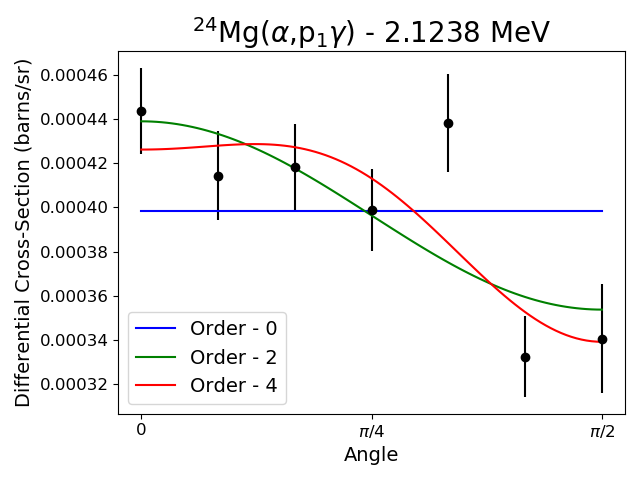 ²⁴Mg(α,p₁γ) - 2.1238 MeV
Differential Cross-Section (barns/sr)
0.00046
0.00044
0.00042
0.00040
0.00038
0.00036
0.00034
0.00032
Order - 0
Order - 2
Order - 4
0
π/4
π/2
Angle